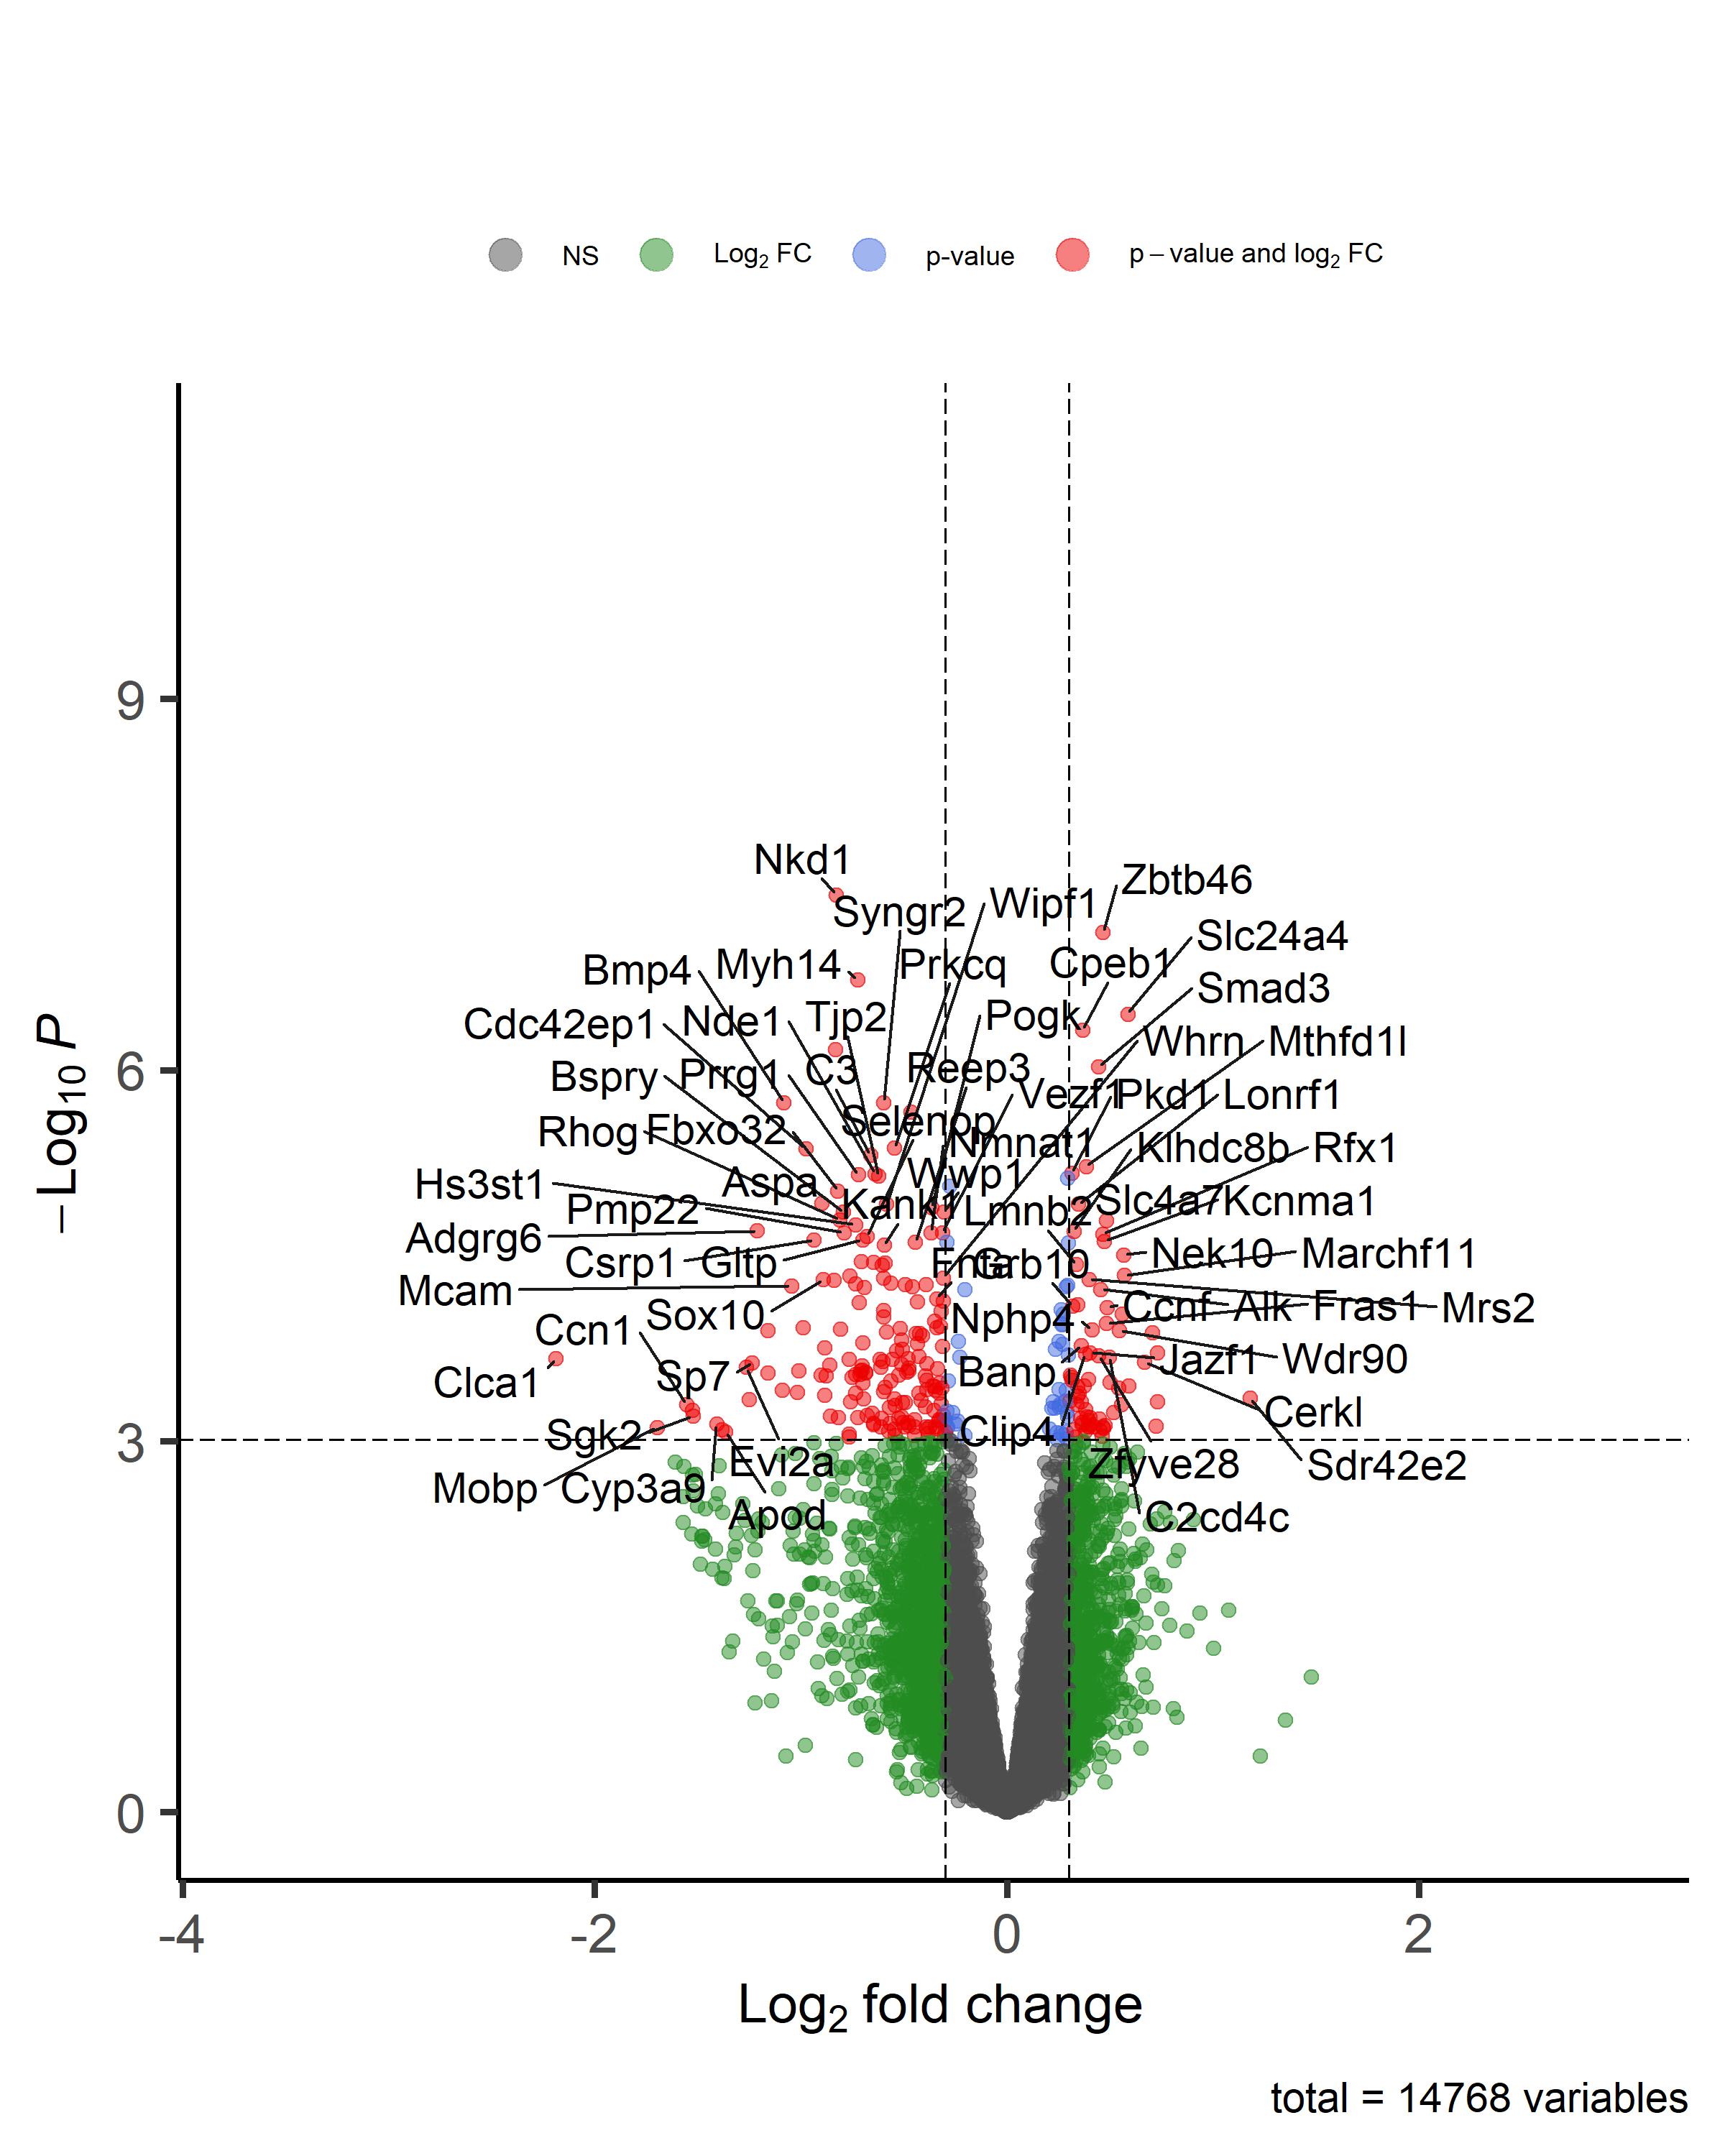 NS Log2 FC p-value p – value and log2 FC
–Log10 P
9
6
3
0
Nkd1
Zbtb46
Syngr2
Wipf1
Slc24a4
Bmp4
Myh14
Prkcq
Cpeb1
Smad3
Cdc42ep1
Nde1
Tjp2
Pogk
Whrn
Mthfd1l
Bspry
Prrg1
C3
Reep3
Vezf1
Pkd1
Lonrf1
Rhog
Fbxo32
Selenop
Nmnat1
Klhdc8b
Rfx1
Hs3st1
Aspa
Wwp1
Pmp22
Kank1
Lmnb2
Slc4a7
Kcnma1
Adgrg6
Csrp1
Gltp
Fnta
Grb10
Nek10
Marchf11
Mcam
Sox10
Nphp4
Ccnf
Alk
Fras1
Mrs2
Ccn1
Clca1
Sp7
Banp
Jazf1
Wdr90
Sgk2
Clip4
Cerkl
Mobp
Cyp3a9
Evi2a
Zfyve28
Sdr42e2
Apod
C2cd4c
-4 -2 0 2
Log2 fold change
total = 14768 variables